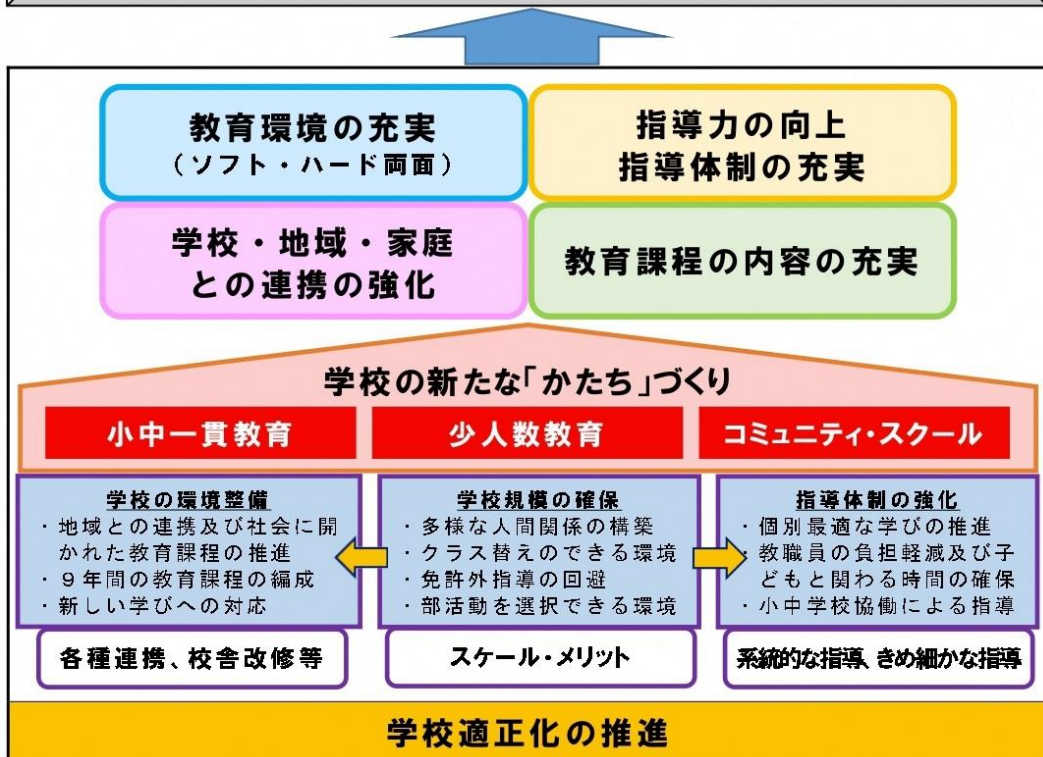 教育環境の充実
（ソフト・ハード両面）
指導力の向上
指導体制の充実
学校・地域・家庭
との連携の強化
教育課程の内容の充実
学校の新たな「かたち」づくり
小中一貫教育
少人数教育
コミュニティ・スクール
学校の環境整備
・地域との連携及び社会に開
かれた教育課程の推進
・９年間の教育課程の編成
・新しい学びへの対応
学校規模の確保
・多様な人間関係の構築
・クラス替えのできる環境
・免許外指導の回避
・部活動を選択できる環境
指導体制の強化
・個別最適な学びの推進
・教職員の負担軽減及び子
どもと関わる時間の確保
・小中学校協働による指導
各種連携、校舎改修等
スケール・メリット
系統的な指導、きめ細かな指導
学校適正化の推進